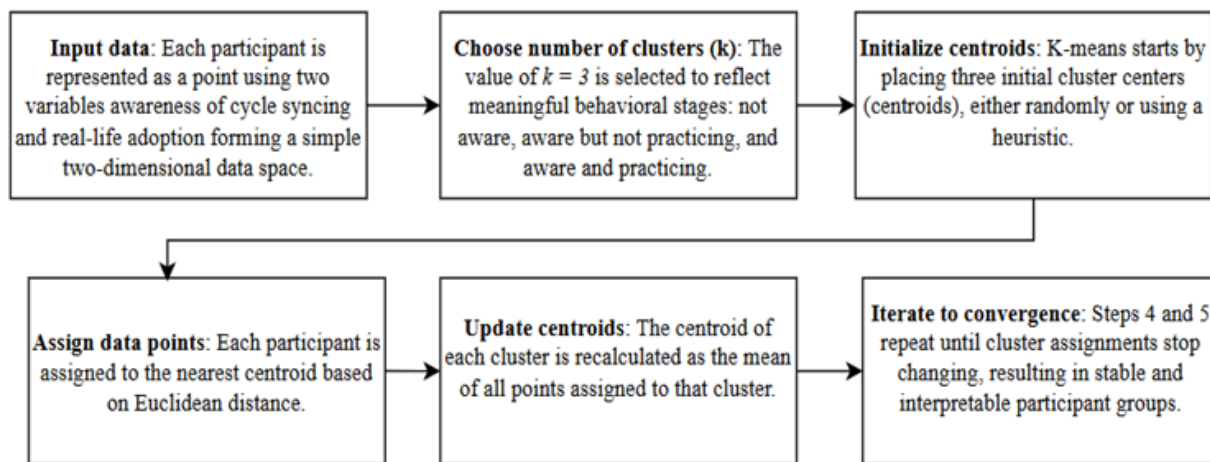 Input data: Each participant is
represented as a point using two
variables awareness of cycle syncing
and real-life adoption forming a simple
two-dimensional data space.
Choose number of clusters (k): The
value of k = 3 is selected to reflect
meaningful behavioral stages: not
aware, aware but not practicing, and
aware and practicing.
Initialize centroids: K-means starts by
placing three initial cluster centers
(centroids), either randomly or using a
heuristic.
Assign data points: Each participant is
assigned to the nearest centroid based
on Euclidean distance.
Update centroids: The centroid of
each cluster is recalculated as the mean
of all points assigned to that cluster.
Iterate to convergence: Steps 4 and 5
repeat until cluster assignments stop
changing, resulting in stable and
interpretable participant groups.